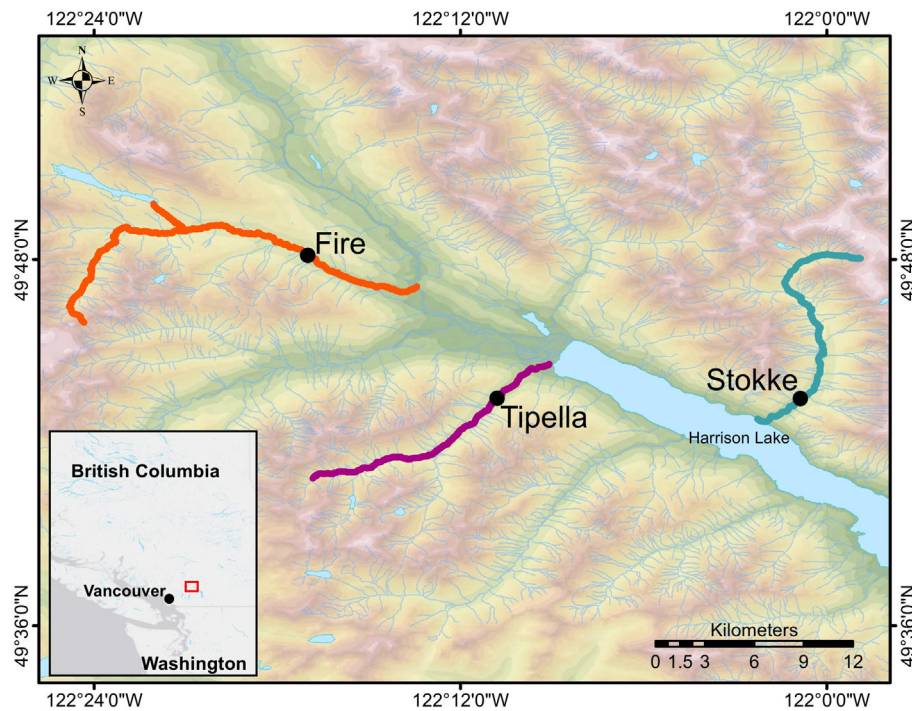 122°24'0"W 122°12'0"W 122°0'0"W
N
W E
S
49°48'0"N 49°48'0"N
Fire
Stokke
Tipella
Harrison Lake
British Columbia
Vancouver
Washington
49°36'0"N 49°36'0"N
Kilometers
0 1.5 3 6 9 12
122°24'0"W 122°12'0"W 122°0'0"W